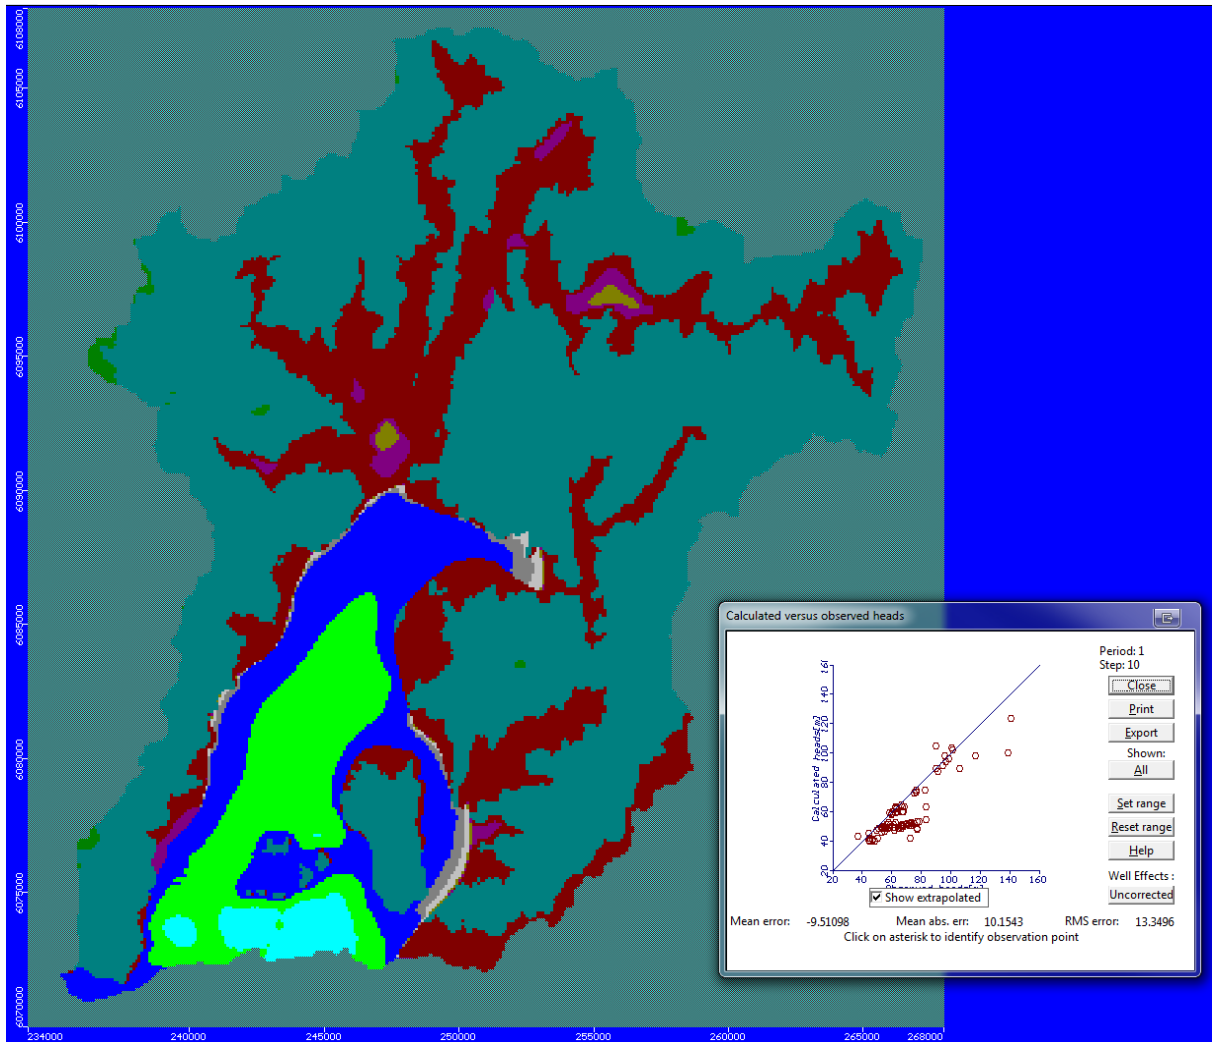 6108000
6105000
6100000
6095000
6090000
6085000
6080000
6075000
6070000
234000
240000
245000
250000
255000
260000
265000
268000
Calculated versus observed heads
Period: 1
Step: 10
Close
Print
Export
Shown:
All
Set range
Reset range
Help
Well Effects :
Uncorrected
Calculated heads[m]
160
140
120
100
80
60
40
20
20 40 60 80 100 120 140 160
Show extrapolated
Mean error: -9.51098 Mean abs. err: 10.1543 RMS error: 13.3496
Click on asterisk to identify observation point